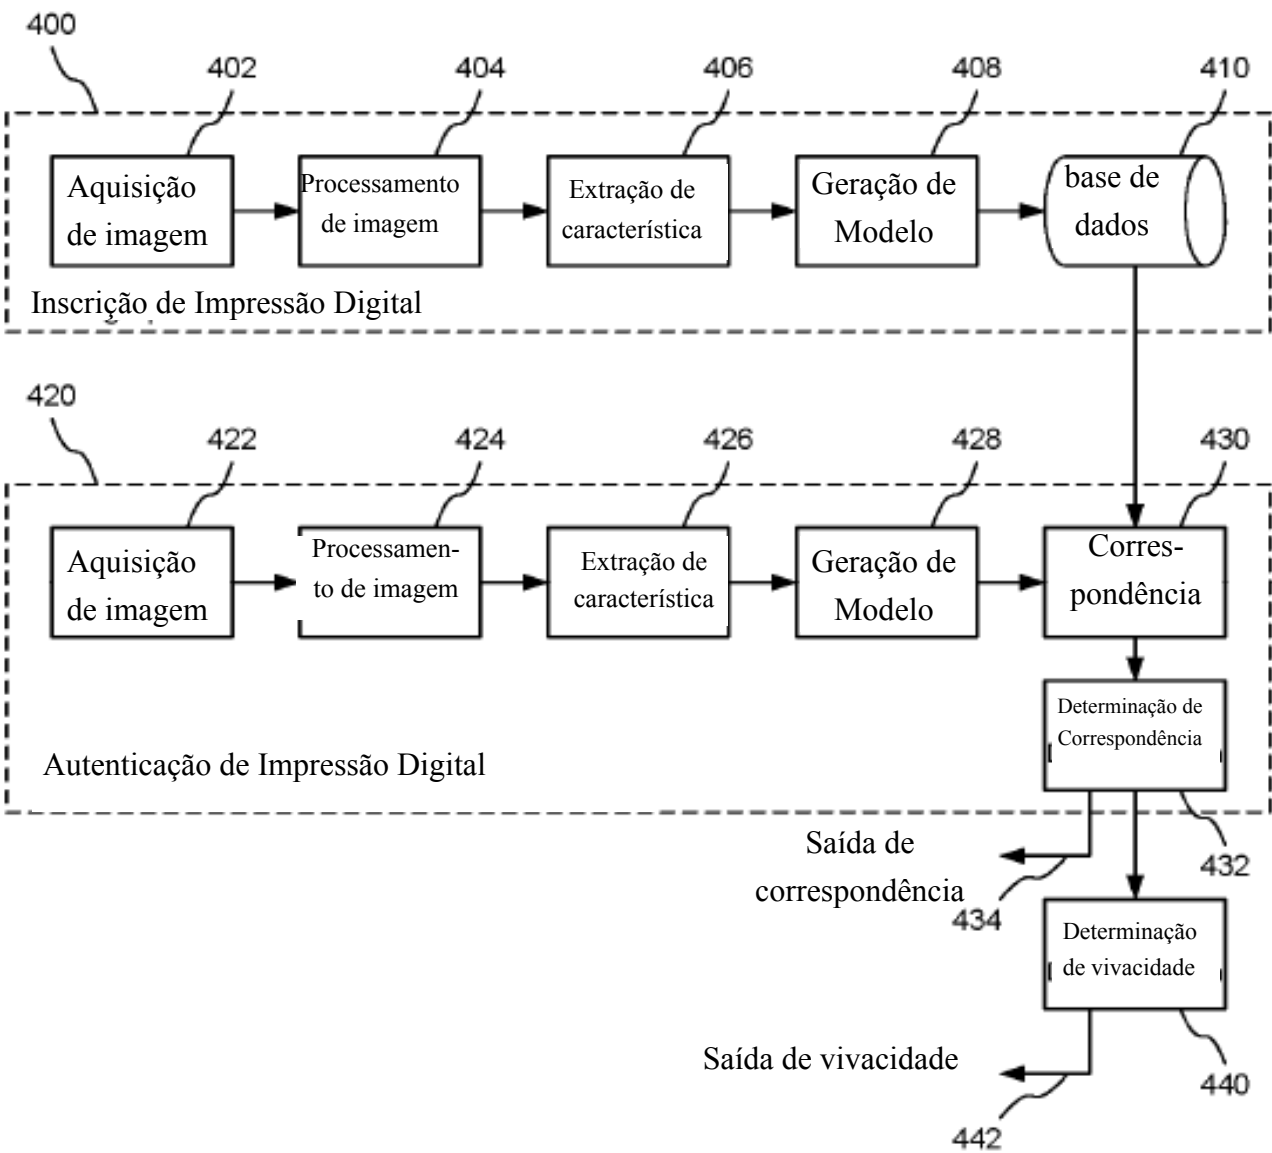 400
402
404
406
408
410
Aquisição
de imagem
Processamento
de imagem
Extração de
característica
Geração de
Modelo
base de
dados
Inscrição de Impressão Digital
420
422
424
426
428
430
Aquisição
de imagem
Processamen-
to de imagem
Extração de
característica
Geração de
Modelo
Corres-
pondência
Determinação de
Correspondência
Autenticação de Impressão Digital
432
Saída de
correspondência
434
Determinação
de vivacidade
Saída de vivacidade
440
442